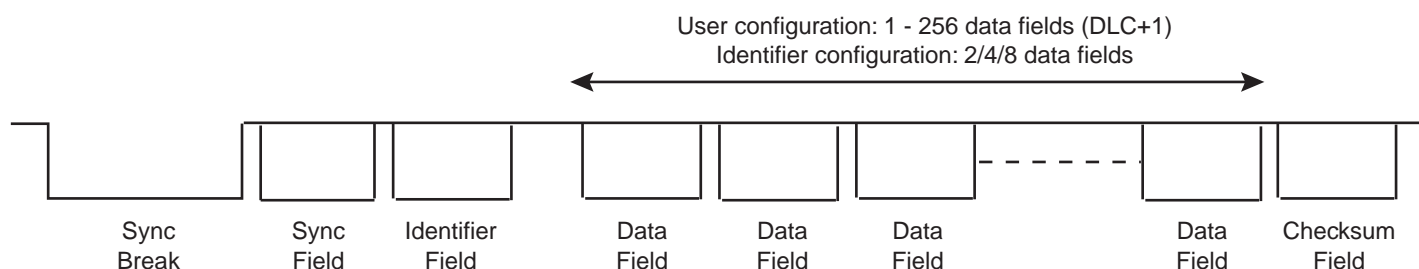 User configuration: 1 - 256 data fields (DLC+1)
Identifier configuration: 2/4/8 data fields
Sync
Break
Sync
Field
Identifier
Field
Data
Field
Data
Field
Data
Field
Data
Field
Checksum
Field